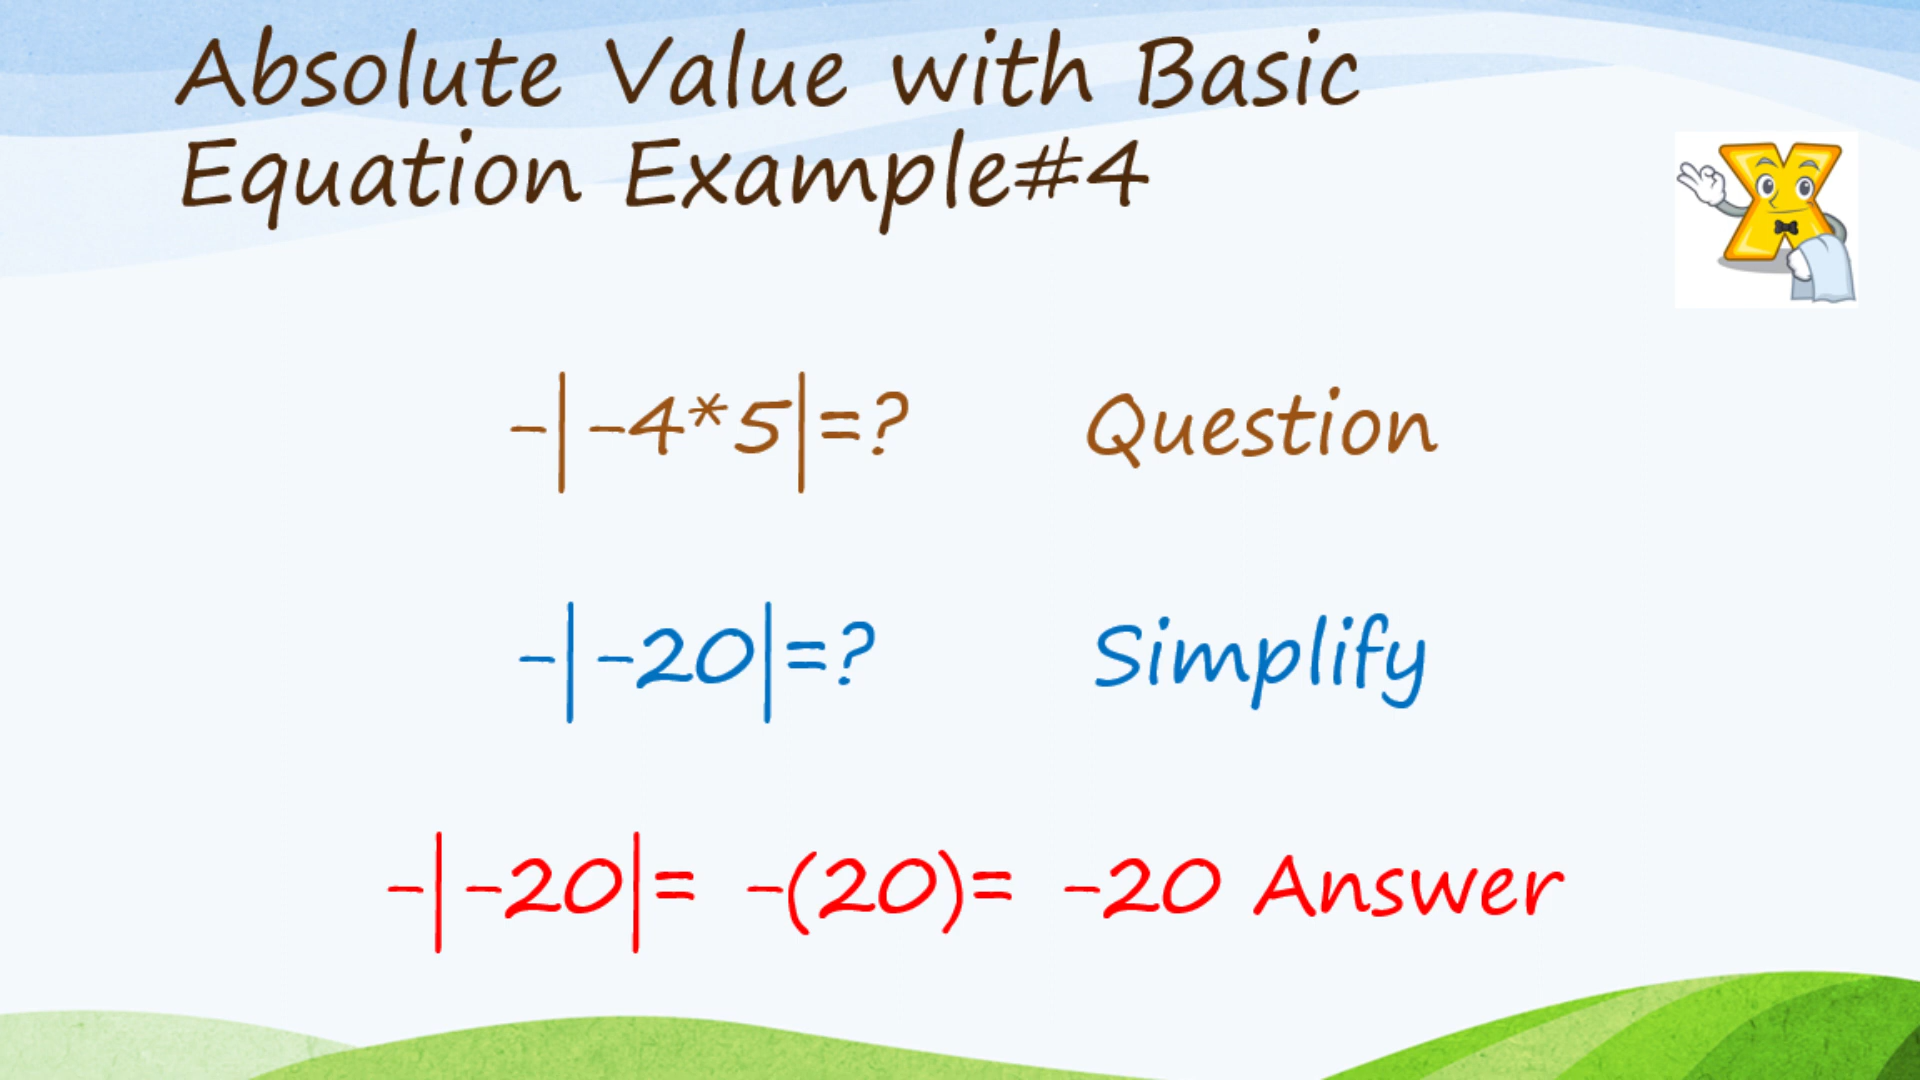 Absolute Value with Basic
Equation Example#4
-|-4*5|=? Question
-|-20|=? Simplify
-|-20|= -(20)= -20 Answer